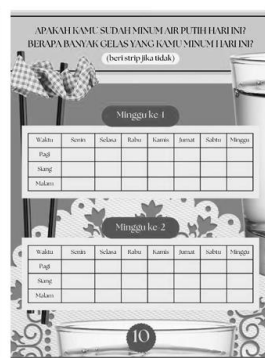 APAKAH KAMU SUDAH MINUM AIR PUTIH HARI INI?
BERAPA BANYAK GELAS YANG KAMU MINUM HARI INI?
(beri strip jika tidak)
Minggu ke-1
Waktu Senin Selasa Rabu Kamis Jumat Sabtu Minggu
Pagi
Siang
Malam
Minggu ke-2
Waktu Senin Selasa Rabu Kamis Jumat Sabtu Minggu
Pagi
Siang
Malam
10